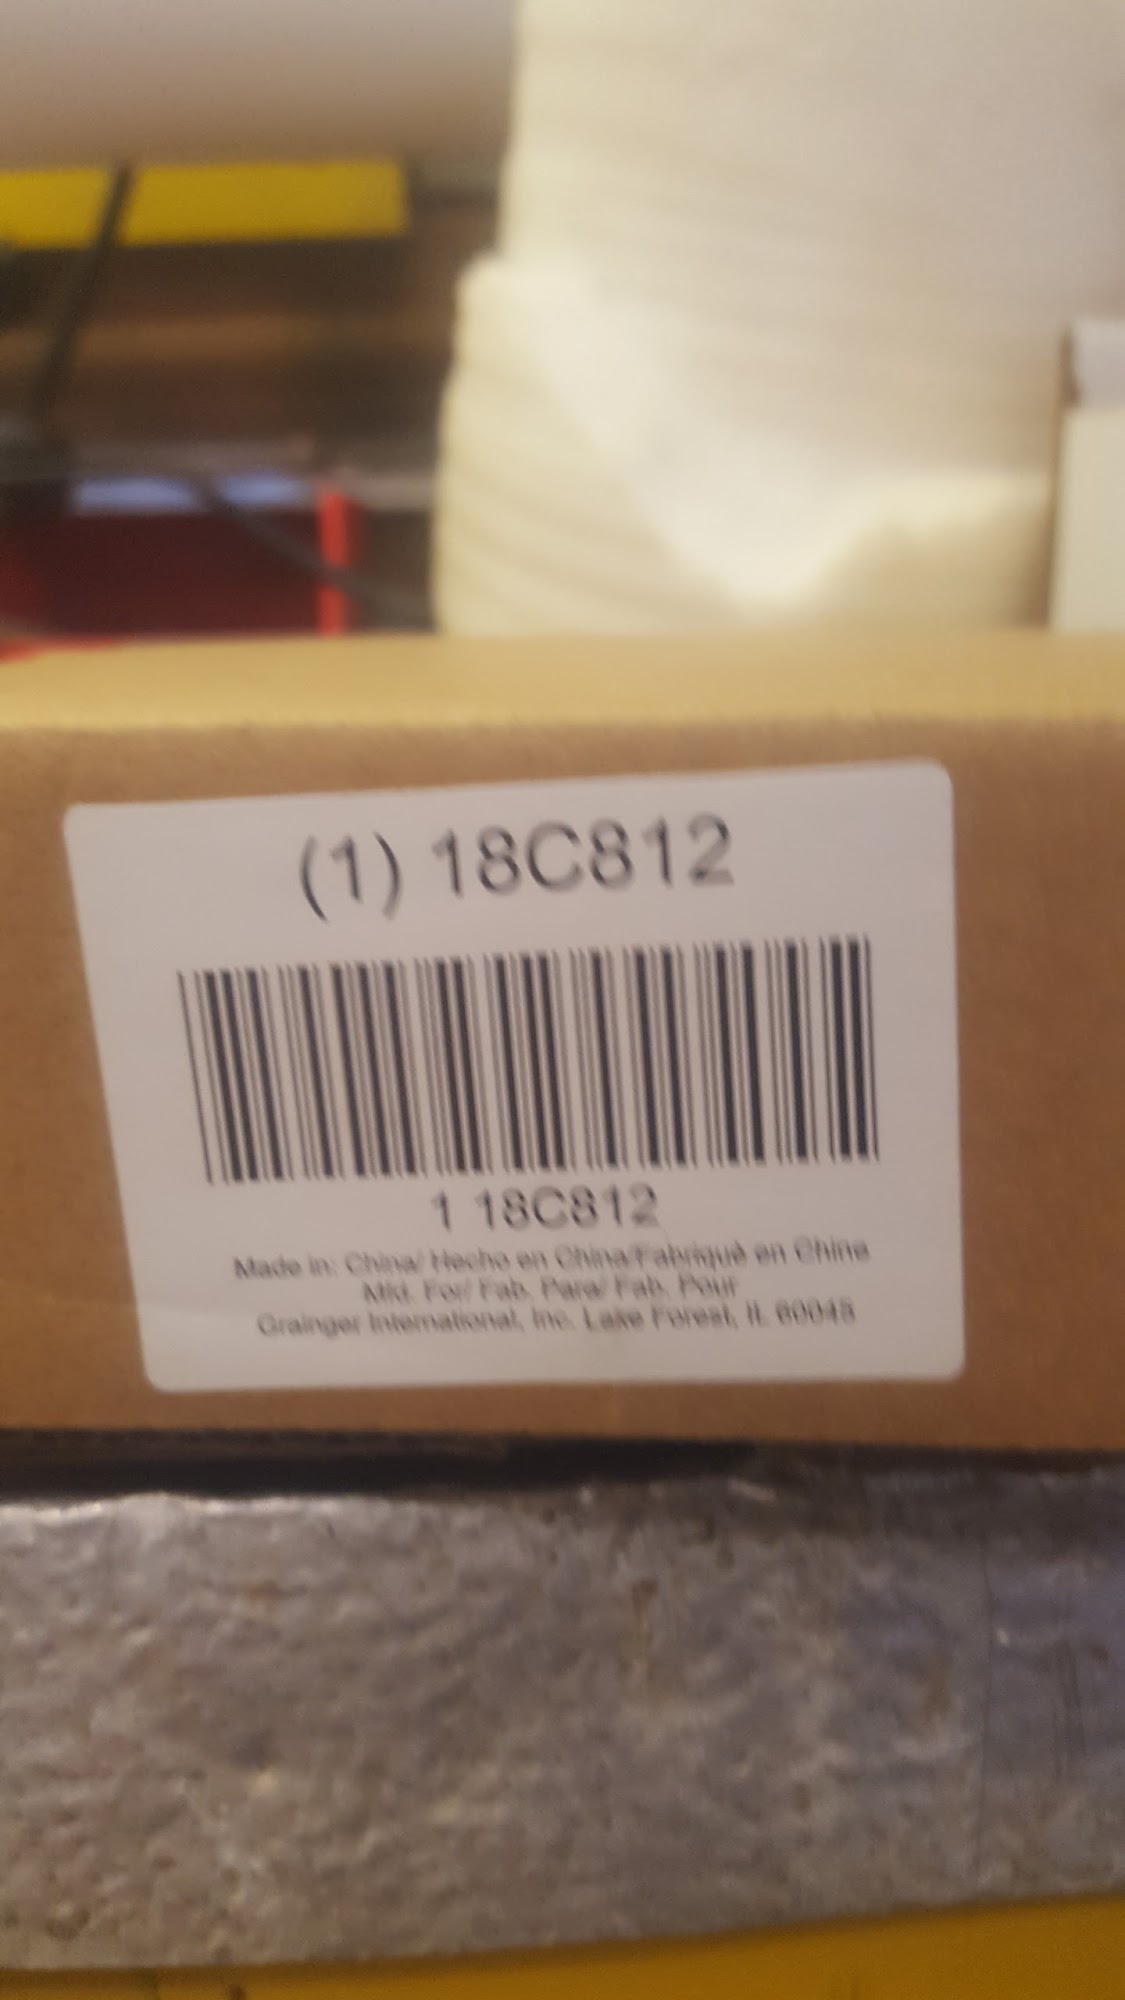 (1) 18C812
1 18C812
Made in: China/ Hecho en China/Fabriqué en Chine
Mfd. For/ Fab. Para/ Fab. Pour
Grainger International, Inc. Lake Forest, IL 60045